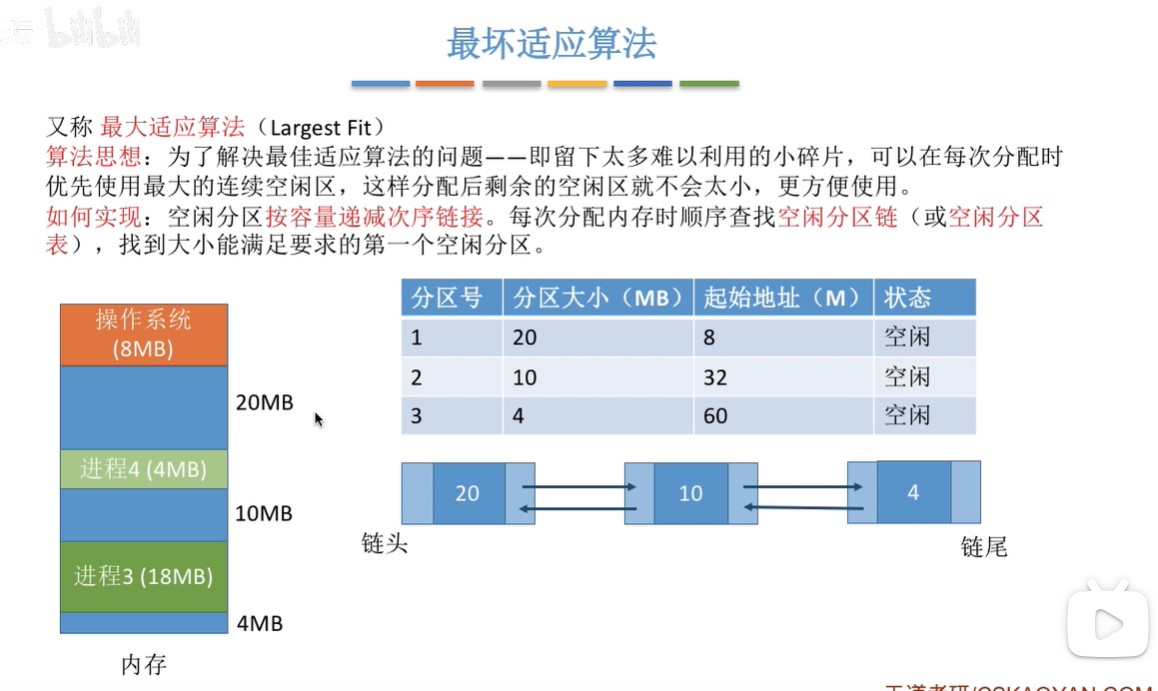 最坏适应算法
又称 最大适应算法（Largest Fit）
算法思想：为了解决最佳适应算法的问题——即留下太多难以利用的小碎片，可以在每次分配时
优先使用最大的连续空闲区，这样分配后剩余的空闲区就不会太小，更方便使用。
如何实现：空闲分区按容量递减次序链接。每次分配内存时顺序查找空闲分区链（或空闲分区
表），找到大小能满足要求的第一个空闲分区。
操作系统
(8MB)
20MB
进程4 (4MB)
10MB
进程3 (18MB)
4MB
内存
分区号 分区大小（MB） 起始地址（M） 状态
1 20 8 空闲
2 10 32 空闲
3 4 60 空闲
20 10 4
链头 链尾